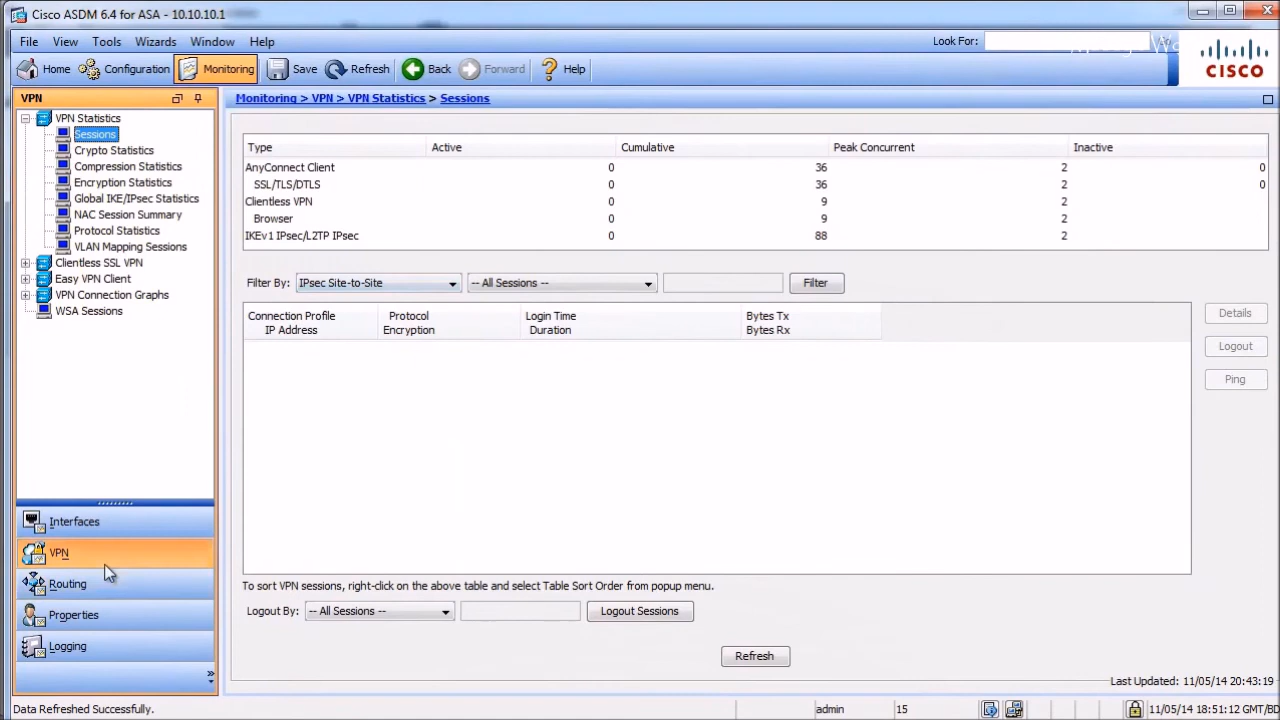 Cisco ASDM 6.4 for ASA - 10.10.10.1
File View Tools Wizards Window Help Look For:
Home Configuration Monitoring Save Refresh Back Forward Help
CISCO
VPN
VPN Statistics
Sessions
Crypto Statistics
Compression Statistics
Encryption Statistics
Global IKE/IPsec Statistics
NAC Session Summary
Protocol Statistics
VLAN Mapping Sessions
Clientless SSL VPN
Easy VPN Client
VPN Connection Graphs
WSA Sessions
Interfaces
VPN
Routing
Properties
Logging
Monitoring > VPN > VPN Statistics > Sessions
Type Active Cumulative Peak Concurrent Inactive
AnyConnect Client 0 36 2 0
SSL/TLS/DTLS 0 36 2 0
Clientless VPN 0 9 2
Browser 0 9 2
IKEv1 IPsec/L2TP IPsec 0 88 2
Filter By: IPsec Site-to-Site -- All Sessions -- Filter
Connection Profile Protocol Login Time Bytes Tx
IP Address Encryption Duration Bytes Rx
Details
Logout
Ping
To sort VPN sessions, right-click on the above table and select Table Sort Order from popup menu.
Logout By: -- All Sessions -- Logout Sessions
Refresh
Last Updated: 11/05/14 20:43:19
Data Refreshed Successfully. admin 15 11/05/14 18:51:12 GMT/BD